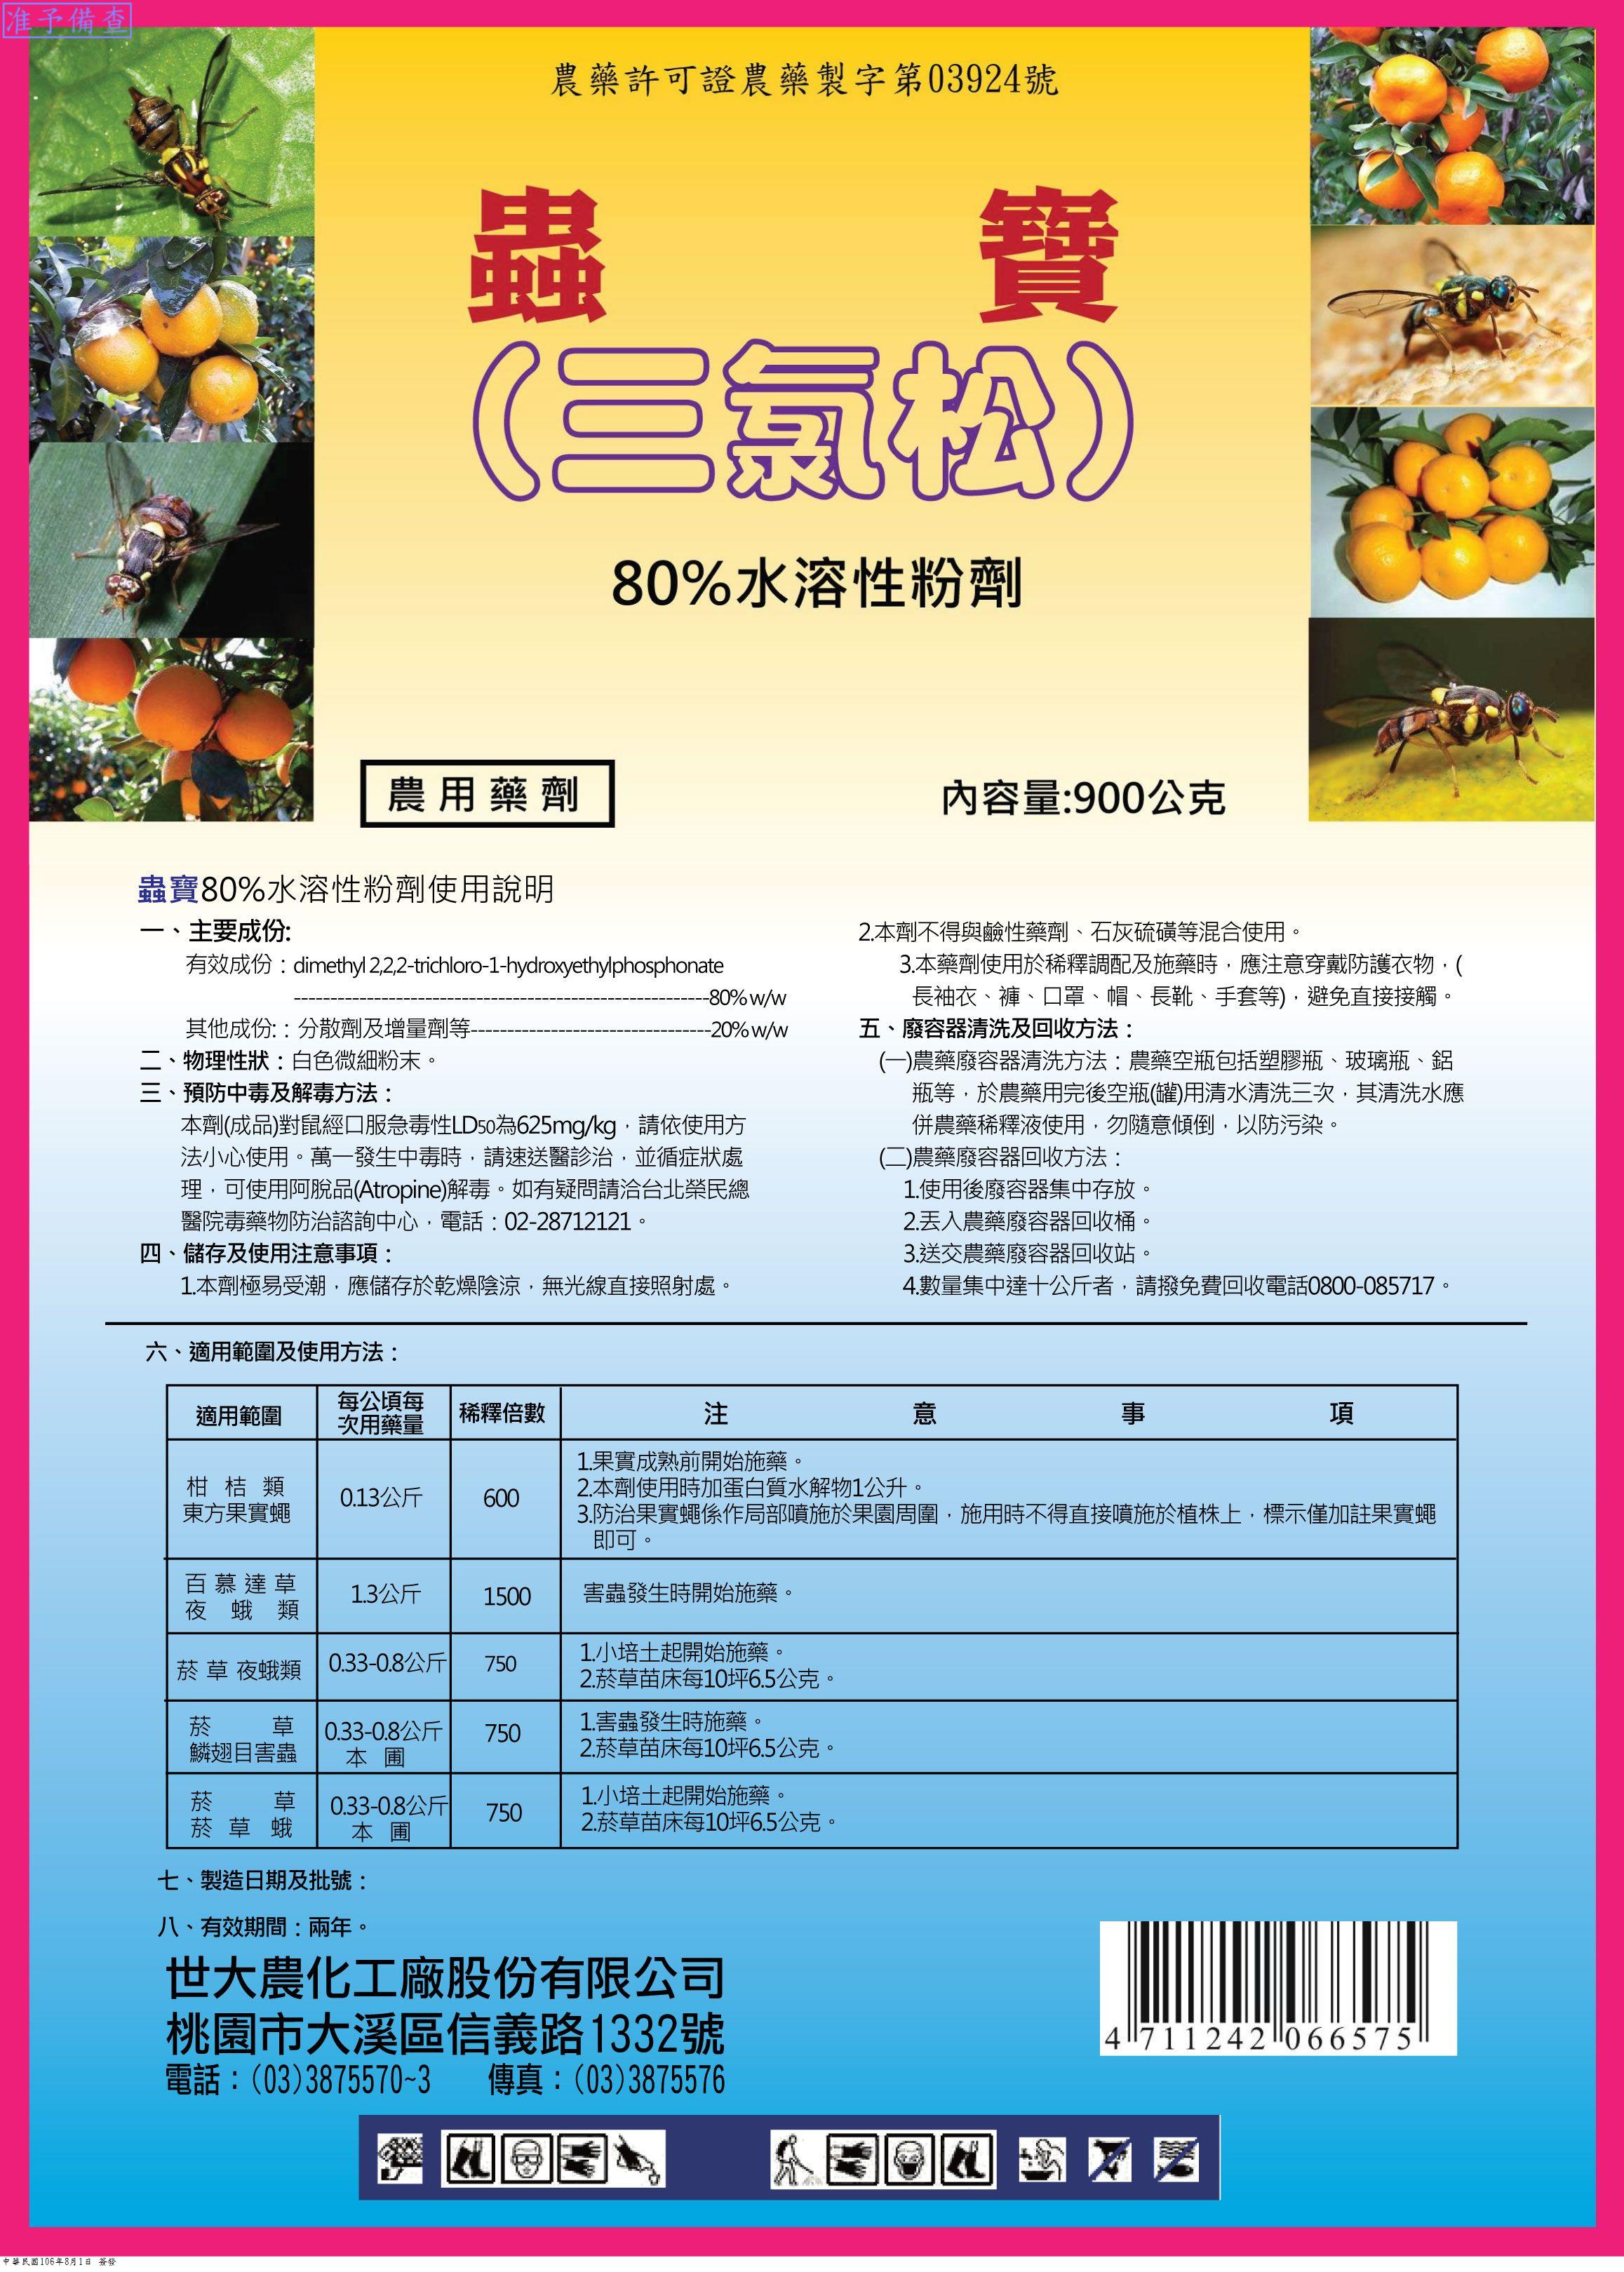 准予備查
農藥許可證農藥製字第03924號
蟲寶
(三氯松)
80%水溶性粉劑
農用藥劑
內容量:900公克
蟲寶80%水溶性粉劑使用說明
一、主要成份:
有效成份：dimethyl 2,2,2-trichloro-1-hydroxyethylphosphonate
---------------------------------------------------------80% w/w
其他成份:：分散劑及增量劑等---------------------------------20% w/w
二、物理性狀：白色微細粉末。
三、預防中毒及解毒方法：
本劑(成品)對鼠經口服急毒性LD50為625mg/kg，請依使用方
法小心使用。萬一發生中毒時，請速送醫診治，並循症狀處
理，可使用阿脫品(Atropine)解毒。如有疑問請洽台北榮民總
醫院毒藥物防治諮詢中心，電話：02-28712121。
四、儲存及使用注意事項：
1.本劑極易受潮，應儲存於乾燥陰涼，無光線直接照射處。
2.本劑不得與鹼性藥劑、石灰硫磺等混合使用。
3.本藥劑使用於稀釋調配及施藥時，應注意穿戴防護衣物，(
長袖衣、褲、口罩、帽、長靴、手套等)，避免直接接觸。
五、廢容器清洗及回收方法：
(一)農藥廢容器清洗方法：農藥空瓶包括塑膠瓶、玻璃瓶、鋁
瓶等，於農藥用完後空瓶(罐)用清水清洗三次，其清洗水應
併農藥稀釋液使用，勿隨意傾倒，以防污染。
(二)農藥廢容器回收方法：
1.使用後廢容器集中存放。
2.丟入農藥廢容器回收桶。
3.送交農藥廢容器回收站。
4.數量集中達十公斤者，請撥免費回收電話0800-085717。
六、適用範圍及使用方法：
適用範圍
每公頃每
次用藥量
稀釋倍數
注意事項
柑桔類
東方果實蠅
0.13公斤
600
1.果實成熟前開始施藥。
2.本劑使用時加蛋白質水解物1公升。
3.防治果實蠅係作局部噴施於果園周圍，施用時不得直接噴施於植株上，標示僅加註果實蠅
即可。
百慕達草
夜蛾類
1.3公斤
1500
害蟲發生時開始施藥。
菸草夜蛾類
0.33-0.8公斤
750
1.小培土起開始施藥。
2.菸草苗床每10坪6.5公克。
菸草
鱗翅目害蟲
0.33-0.8公斤
本圃
750
1.害蟲發生時施藥。
2.菸草苗床每10坪6.5公克。
菸草
菸草蛾
0.33-0.8公斤
本圃
750
1.小培土起開始施藥。
2.菸草苗床每10坪6.5公克。
七、製造日期及批號：
八、有效期間：兩年。
世大農化工廠股份有限公司
桃園市大溪區信義路1332號
電話：(03)3875570~3 傳真：(03)3875576
4 711242 066575
中華民國106年8月1日 簽發